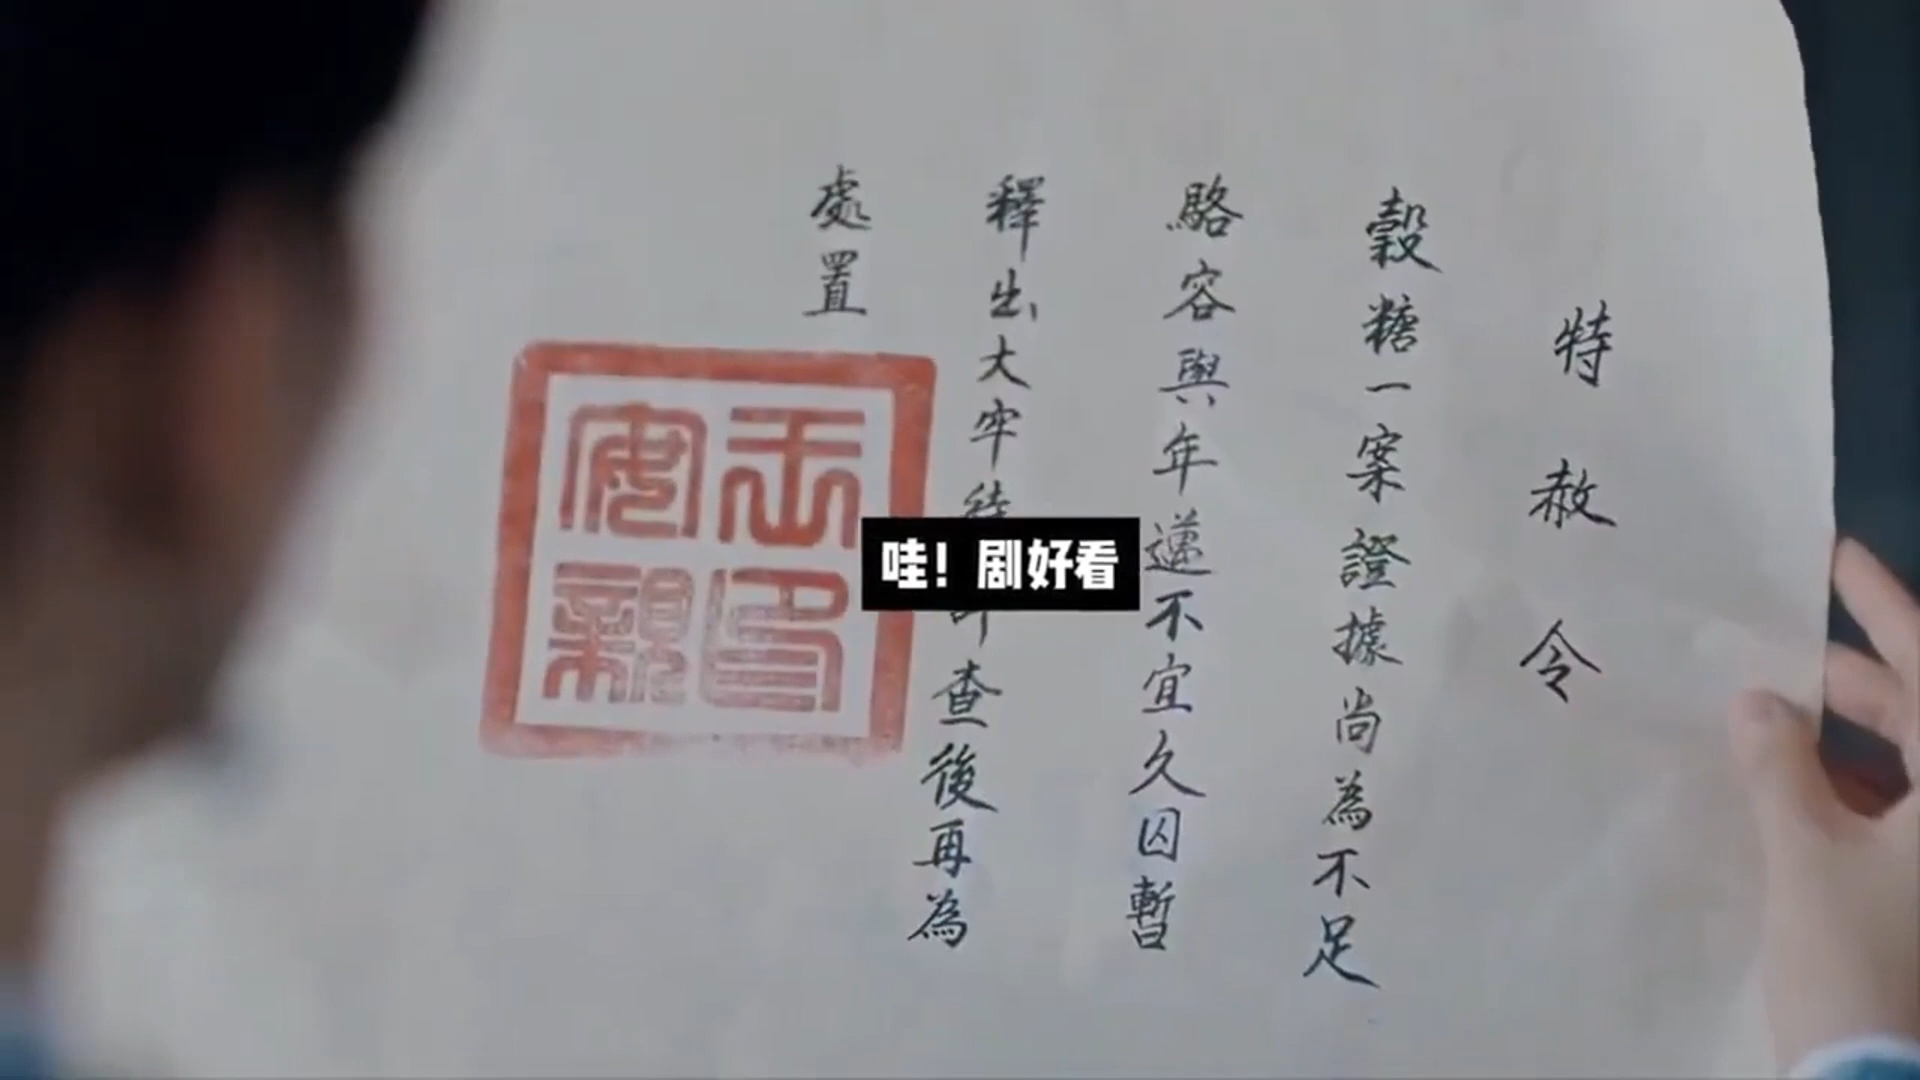 特赦令
穀糖一案證據尚為不足
駱容與年邁不宜久囚暫
釋出大牢查後再為
處置
哇！剧好看